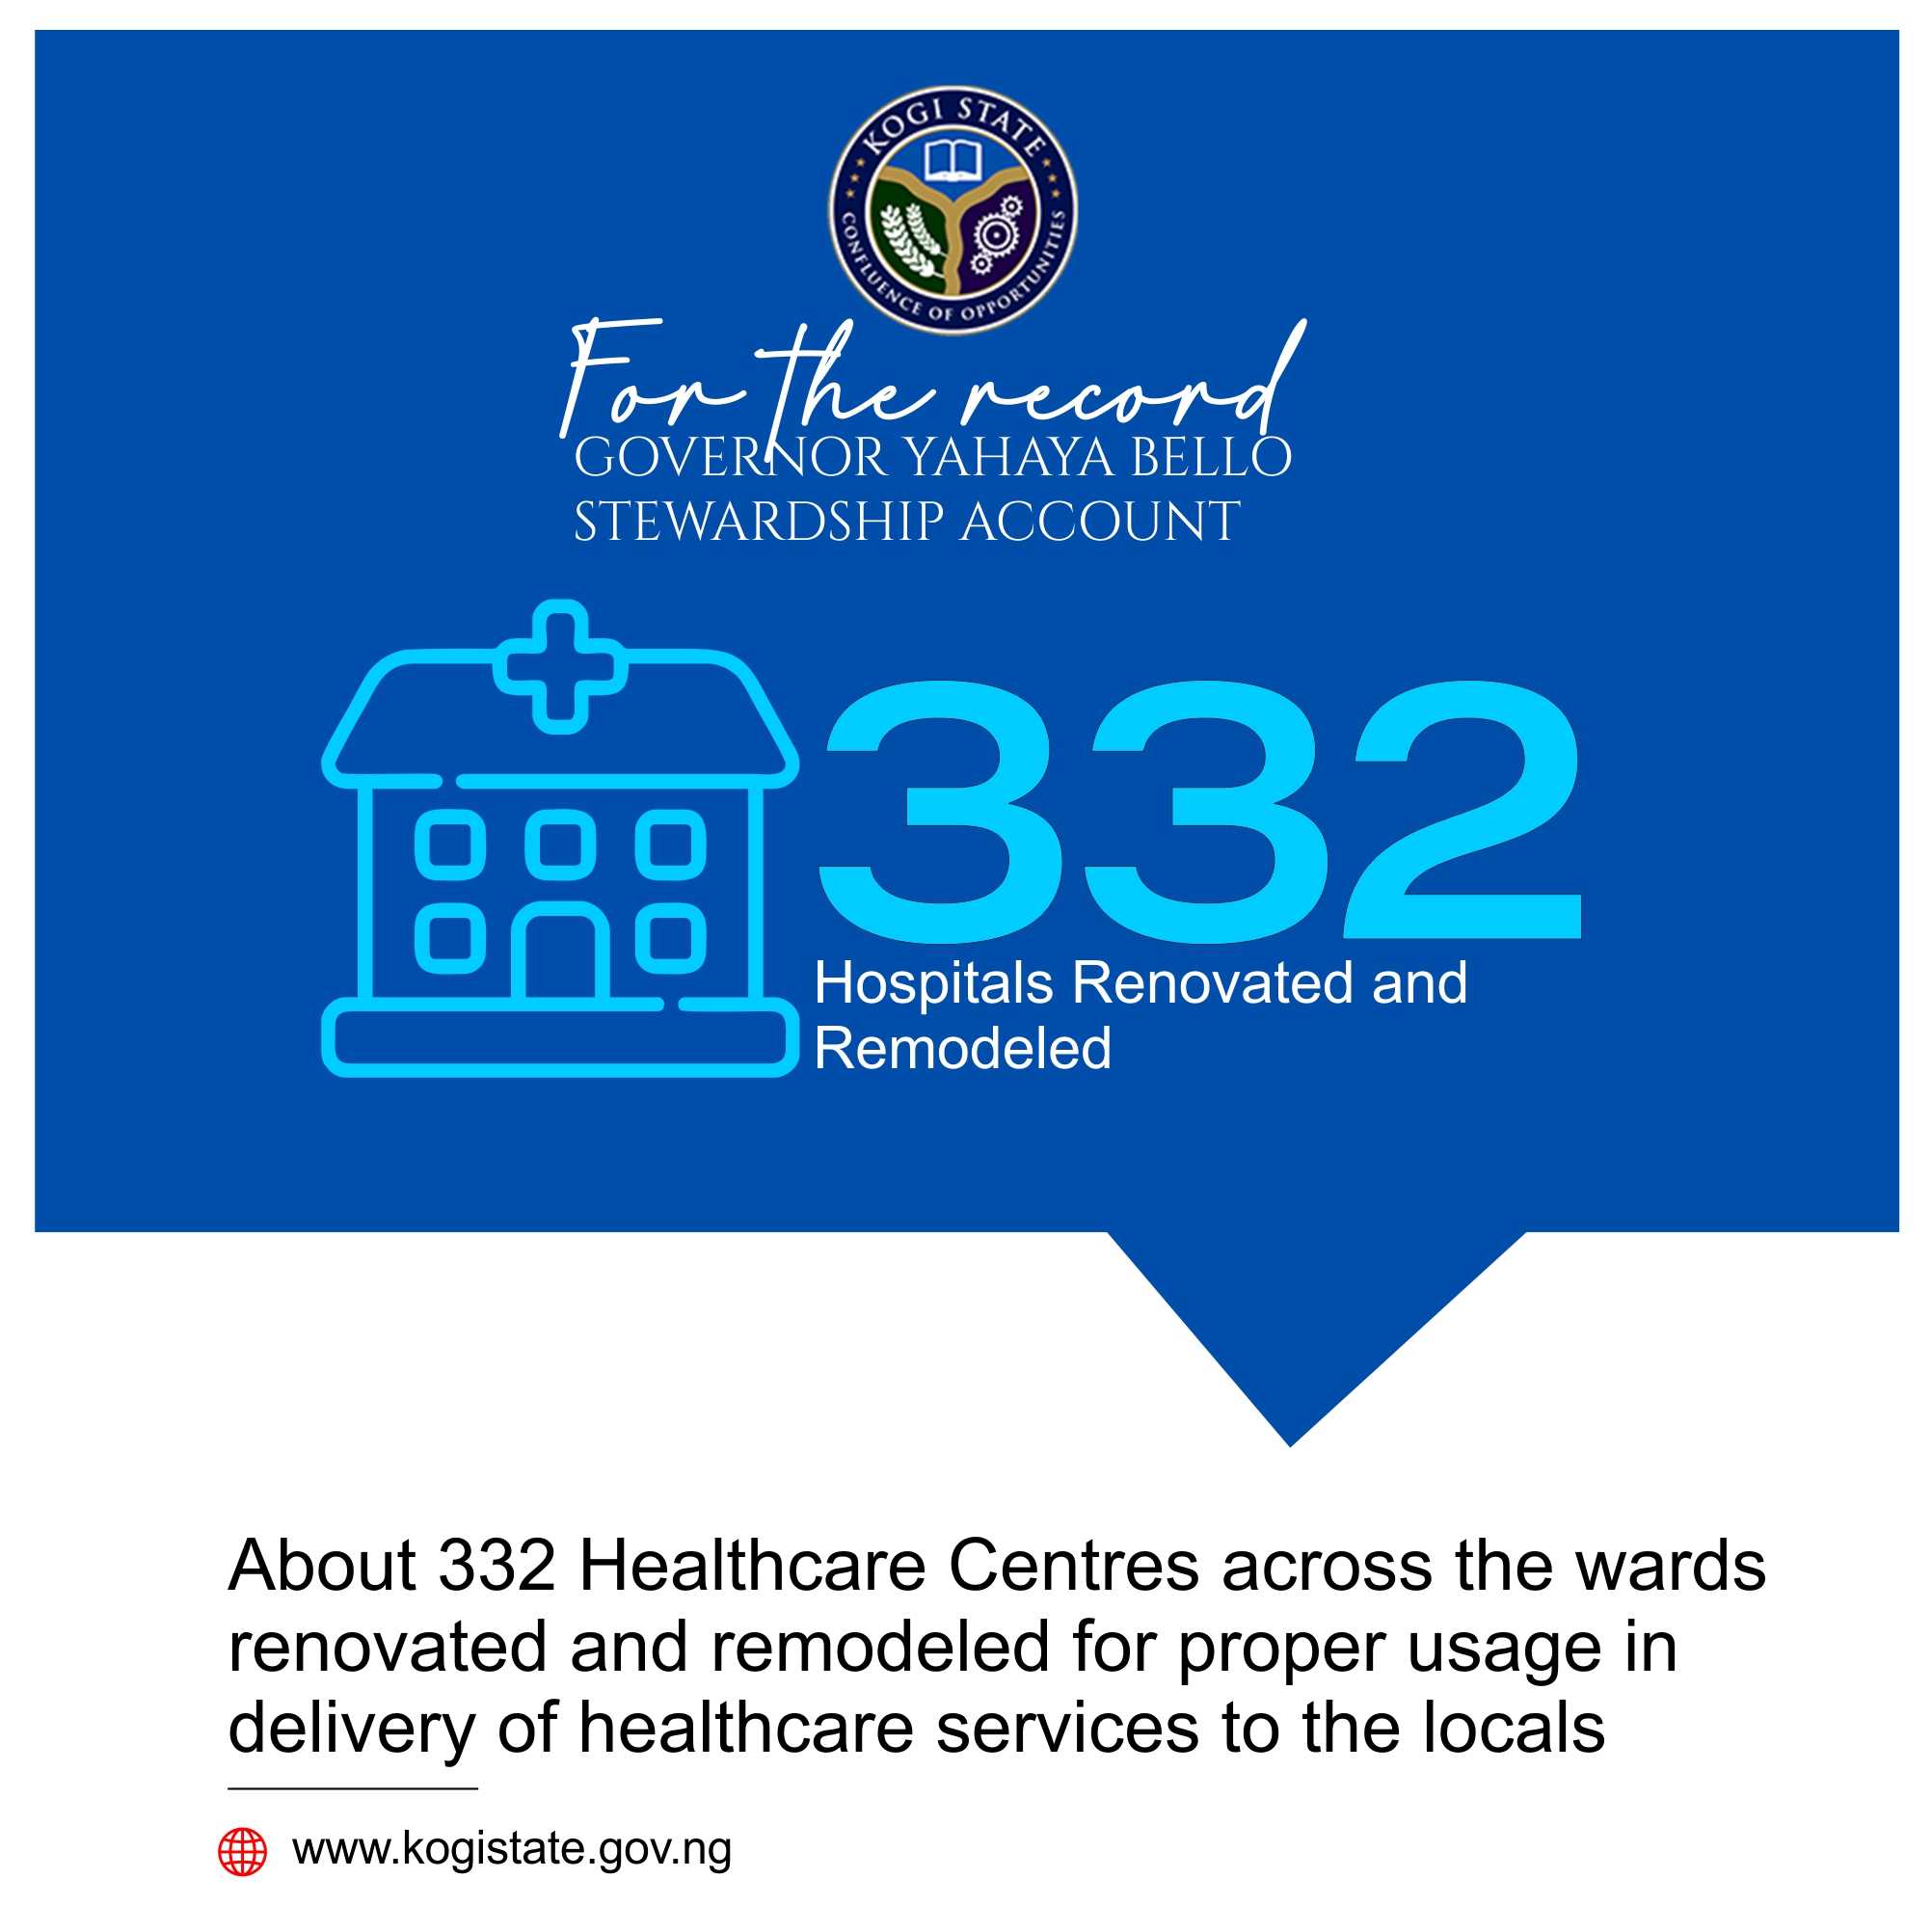 KOGI STATE
CONFLUENCE OF OPPORTUNITIES
For the record
GOVERNOR YAHAYA BELLO
STEWARDSHIP ACCOUNT
332
Hospitals Renovated and
Remodeled
About 332 Healthcare Centres across the wards
renovated and remodeled for proper usage in
delivery of healthcare services to the locals
www.kogistate.gov.ng